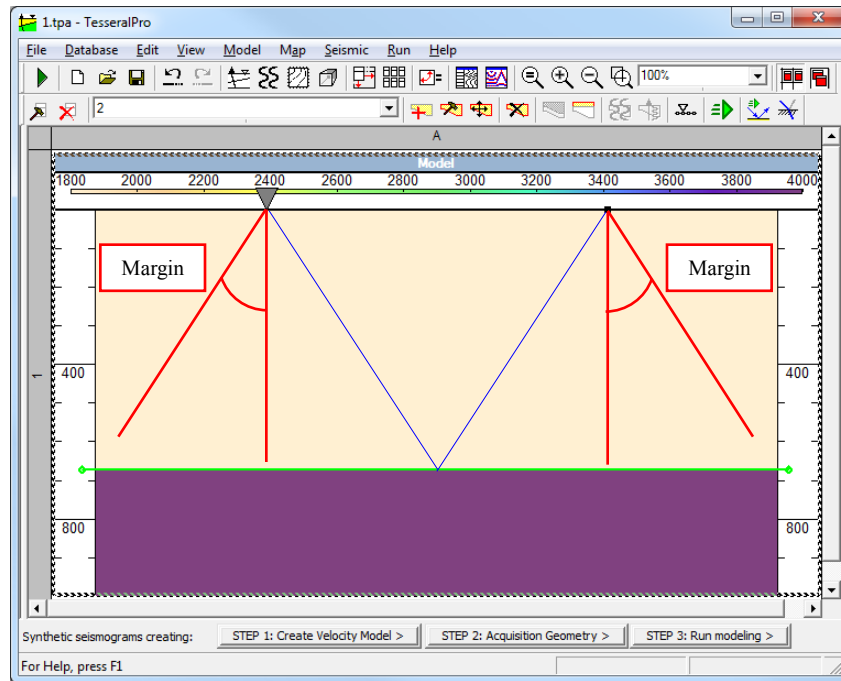 1.tpa - TesseralPro
File Database Edit View Model Map Seismic Run Help
100%
2
A
Model
1800 2000 2200 2400 2600 2800 3000 3200 3400 3600 3800 4000
Margin Margin
400 400
1
800 800
Synthetic seismograms creating: STEP 1: Create Velocity Model > STEP 2: Acquisition Geometry > STEP 3: Run modeling >
For Help, press F1